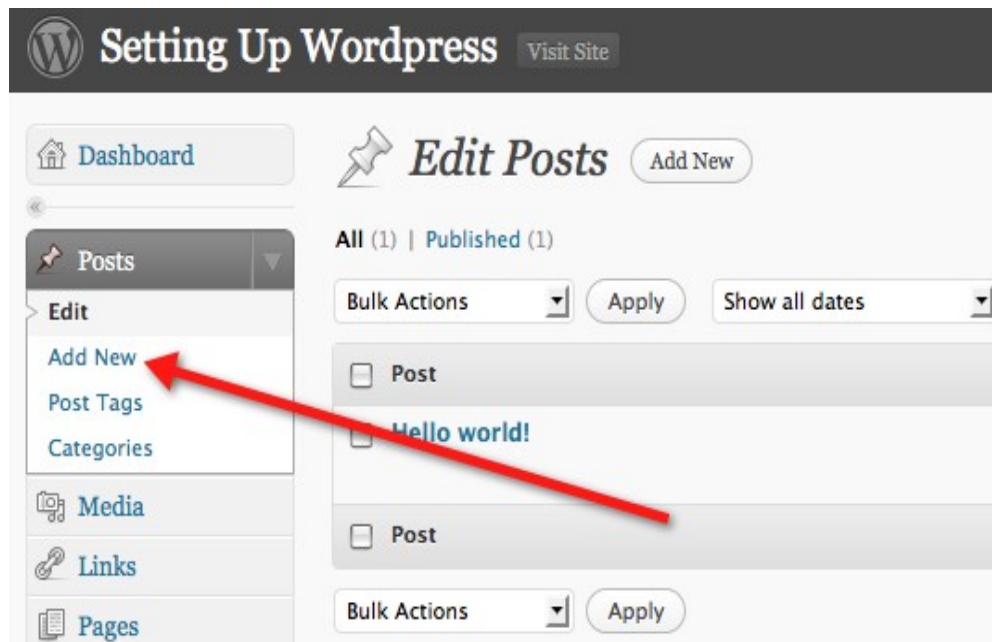 Setting Up Wordpress Visit Site
Dashboard
Edit Posts Add New
All (1) | Published (1)
Posts
Bulk Actions Apply Show all dates
Edit
Add New
Post
Post Tags
Hello world!
Categories
Media
Post
Links
Bulk Actions Apply
Pages